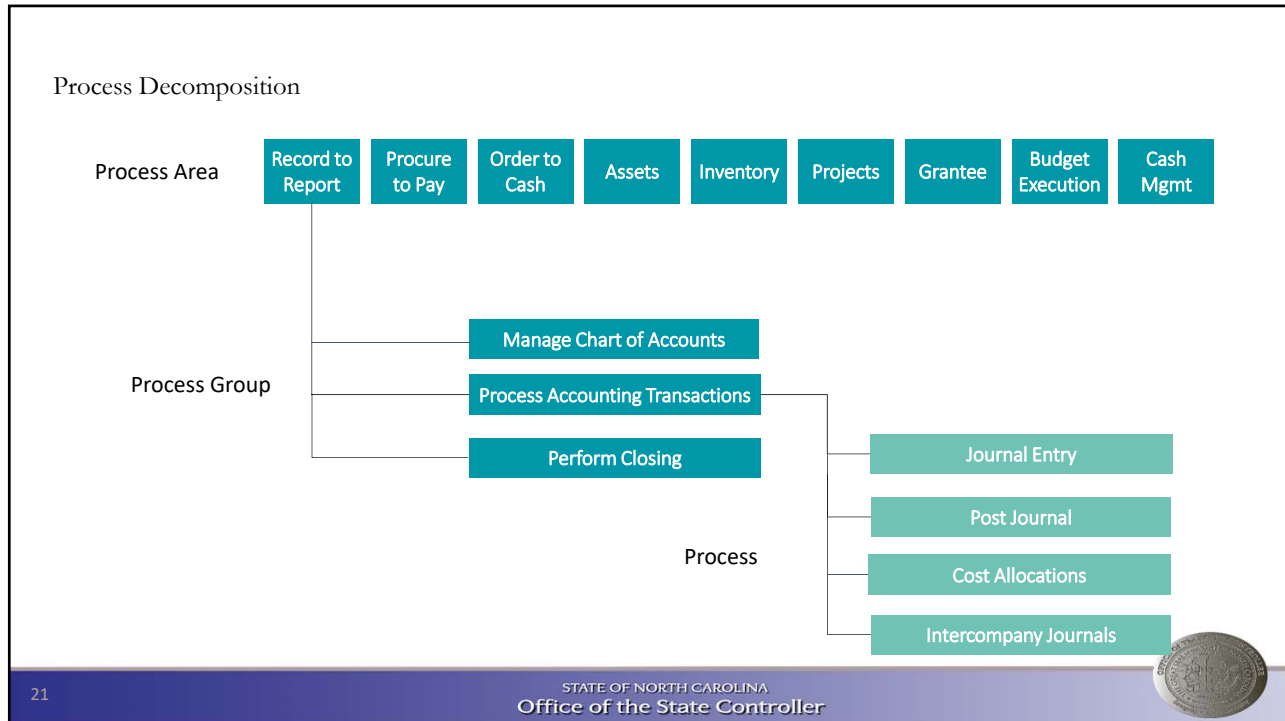 Process Decomposition
Process Area
Record to
Report
Procure
to Pay
Order to
Cash
Assets
Inventory
Projects
Grantee
Budget
Execution
Cash
Mgmt
Process Group
Manage Chart of Accounts
Process Accounting Transactions
Perform Closing
Process
Journal Entry
Post Journal
Cost Allocations
Intercompany Journals
21
STATE OF NORTH CAROLINA
Office of the State Controller